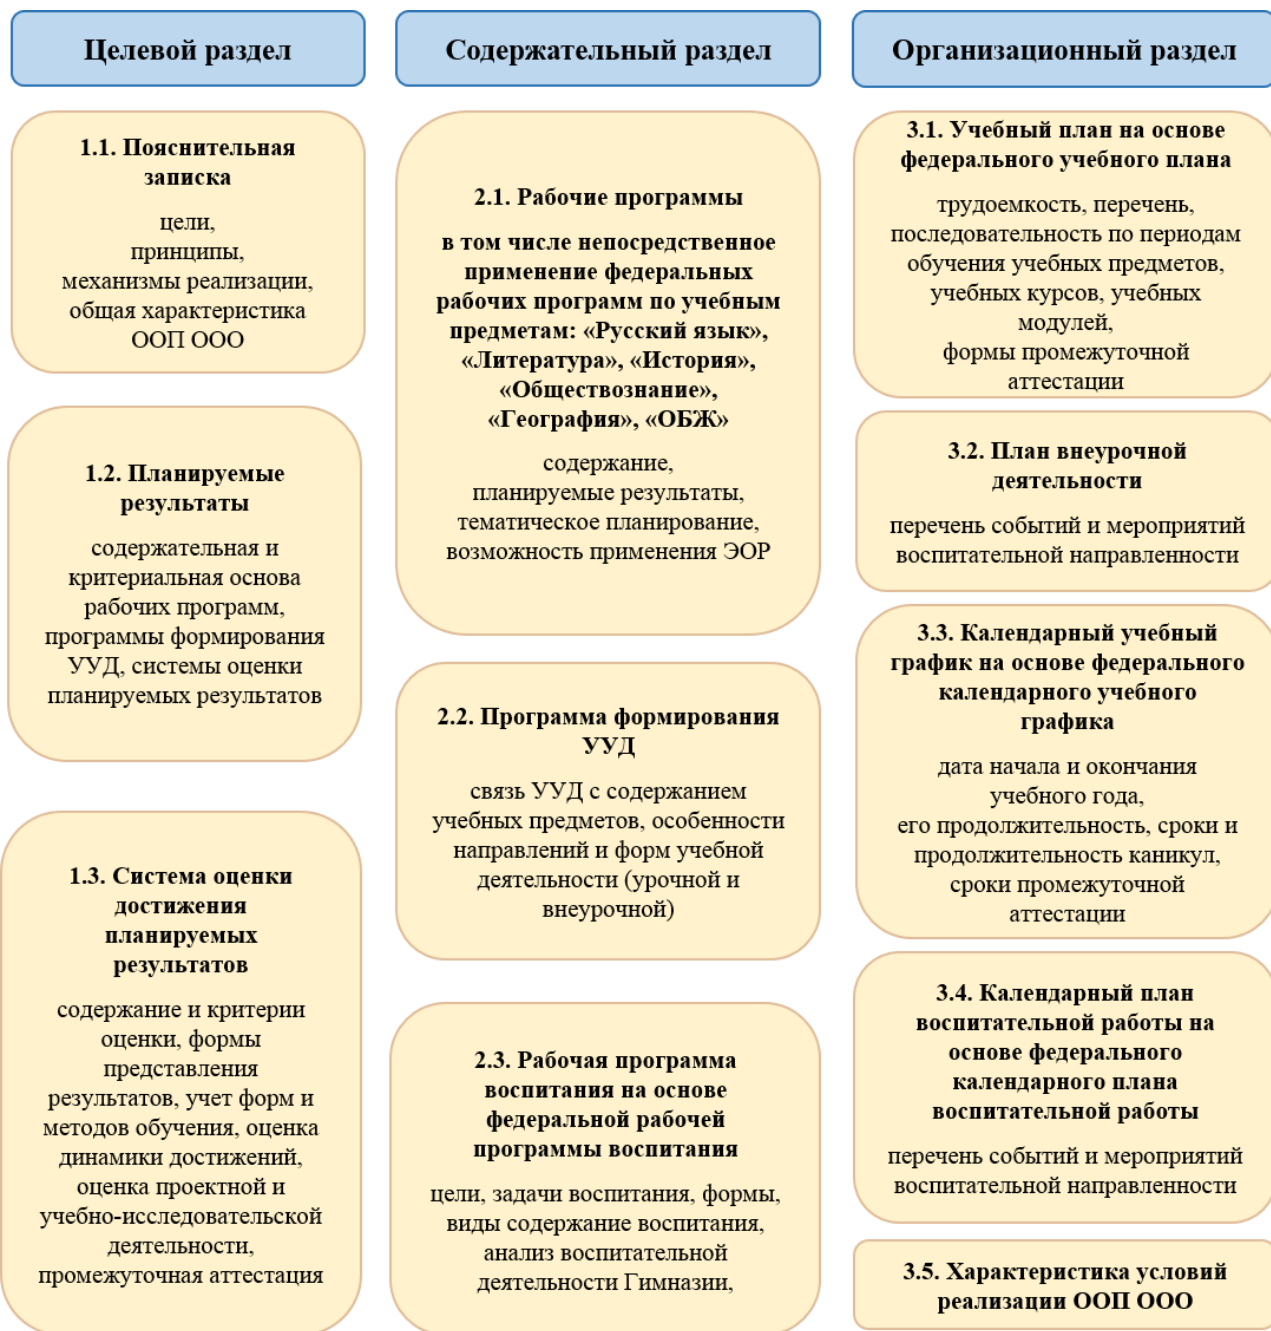 Целевой раздел
1.1. Пояснительная
записка
цели,
принципы,
механизмы реализации,
общая характеристика
ООП ООО
1.2. Планируемые
результаты
содержательная и
критериальная основа
рабочих программ,
программы формирования
УУД, системы оценки
планируемых результатов
1.3. Система оценки
достижения
планируемых
результатов
содержание и критерии
оценки, формы
представления
результатов, учет форм и
методов обучения, оценка
динамики достижений,
оценка проектной и
учебно-исследовательской
деятельности,
промежуточная аттестация
Содержательный раздел
2.1. Рабочие программы
в том числе непосредственное
применение федеральных
рабочих программ по учебным
предметам: «Русский язык»,
«Литература», «История»,
«Обществознание»,
«География», «ОБЖ»
содержание,
планируемые результаты,
тематическое планирование,
возможность применения ЭОР
2.2. Программа формирования
УУД
связь УУД с содержанием
учебных предметов, особенности
направлений и форм учебной
деятельности (урочной и
внеурочной)
2.3. Рабочая программа
воспитания на основе
федеральной рабочей
программы воспитания
цели, задачи воспитания, формы,
виды содержание воспитания,
анализ воспитательной
деятельности Гимназии,
Организационный раздел
3.1. Учебный план на основе
федерального учебного плана
трудоемкость, перечень,
последовательность по периодам
обучения учебных предметов,
учебных курсов, учебных
модулей,
формы промежуточной
аттестации
3.2. План внеурочной
деятельности
перечень событий и мероприятий
воспитательной направленности
3.3. Календарный учебный
график на основе федерального
календарного учебного
графика
дата начала и окончания
учебного года,
его продолжительность, сроки и
продолжительность каникул,
сроки промежуточной
аттестации
3.4. Календарный план
воспитательной работы на
основе федерального
календарного плана
воспитательной работы
перечень событий и мероприятий
воспитательной направленности
3.5. Характеристика условий
реализации ООП ООО